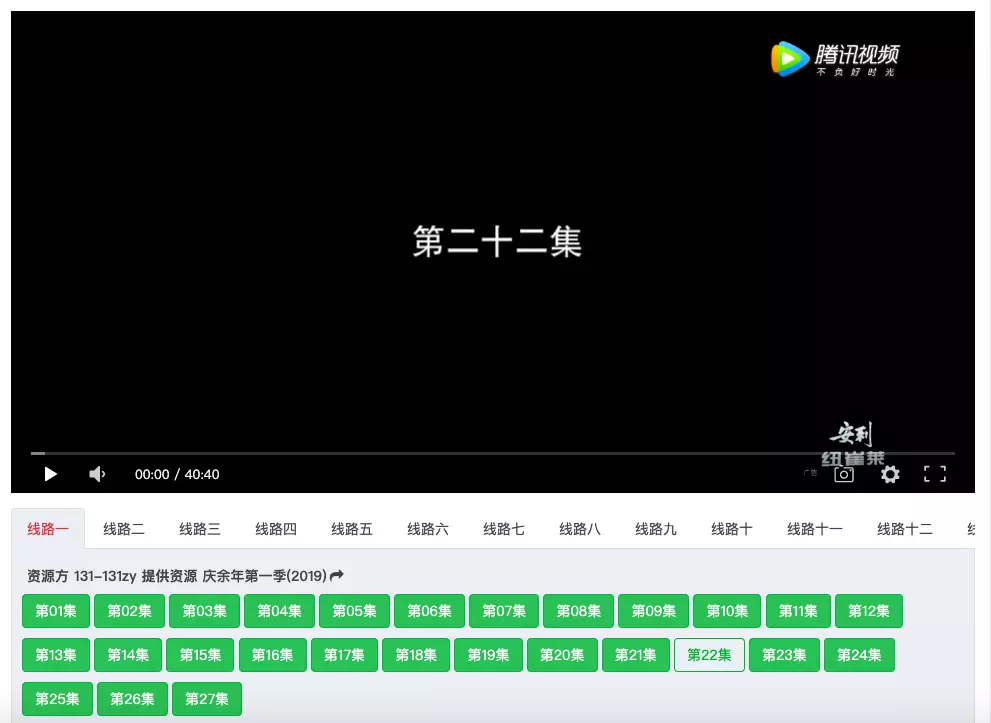 腾讯视频
不负好时光
第二十二集
安利
纽崔莱
广告
00:00 / 40:40
线路一 线路二 线路三 线路四 线路五 线路六 线路七 线路八 线路九 线路十 线路十一 线路十二
资源方 131-131zy 提供资源 庆余年第一季(2019)
第01集 第02集 第03集 第04集 第05集 第06集 第07集 第08集 第09集 第10集 第11集 第12集
第13集 第14集 第15集 第16集 第17集 第18集 第19集 第20集 第21集 第22集 第23集 第24集
第25集 第26集 第27集